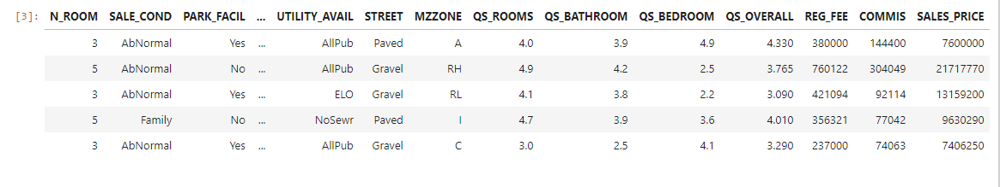 [3]: N_ROOM SALE_COND PARK_FACIL ... UTILITY_AVAIL STREET MZZONE QS_ROOMS QS_BATHROOM QS_BEDROOM QS_OVERALL REG_FEE COMMIS SALES_PRICE
3 AbNormal Yes ... AllPub Paved A 4.0 3.9 4.9 4.330 380000 144400 7600000
5 AbNormal No ... AllPub Gravel RH 4.9 4.2 2.5 3.765 760122 304049 21717770
3 AbNormal Yes ... ELO Gravel RL 4.1 3.8 2.2 3.090 421094 92114 13159200
5 Family No ... NoSewr Paved I 4.7 3.9 3.6 4.010 356321 77042 9630290
3 AbNormal Yes ... AllPub Gravel C 3.0 2.5 4.1 3.290 237000 74063 7406250